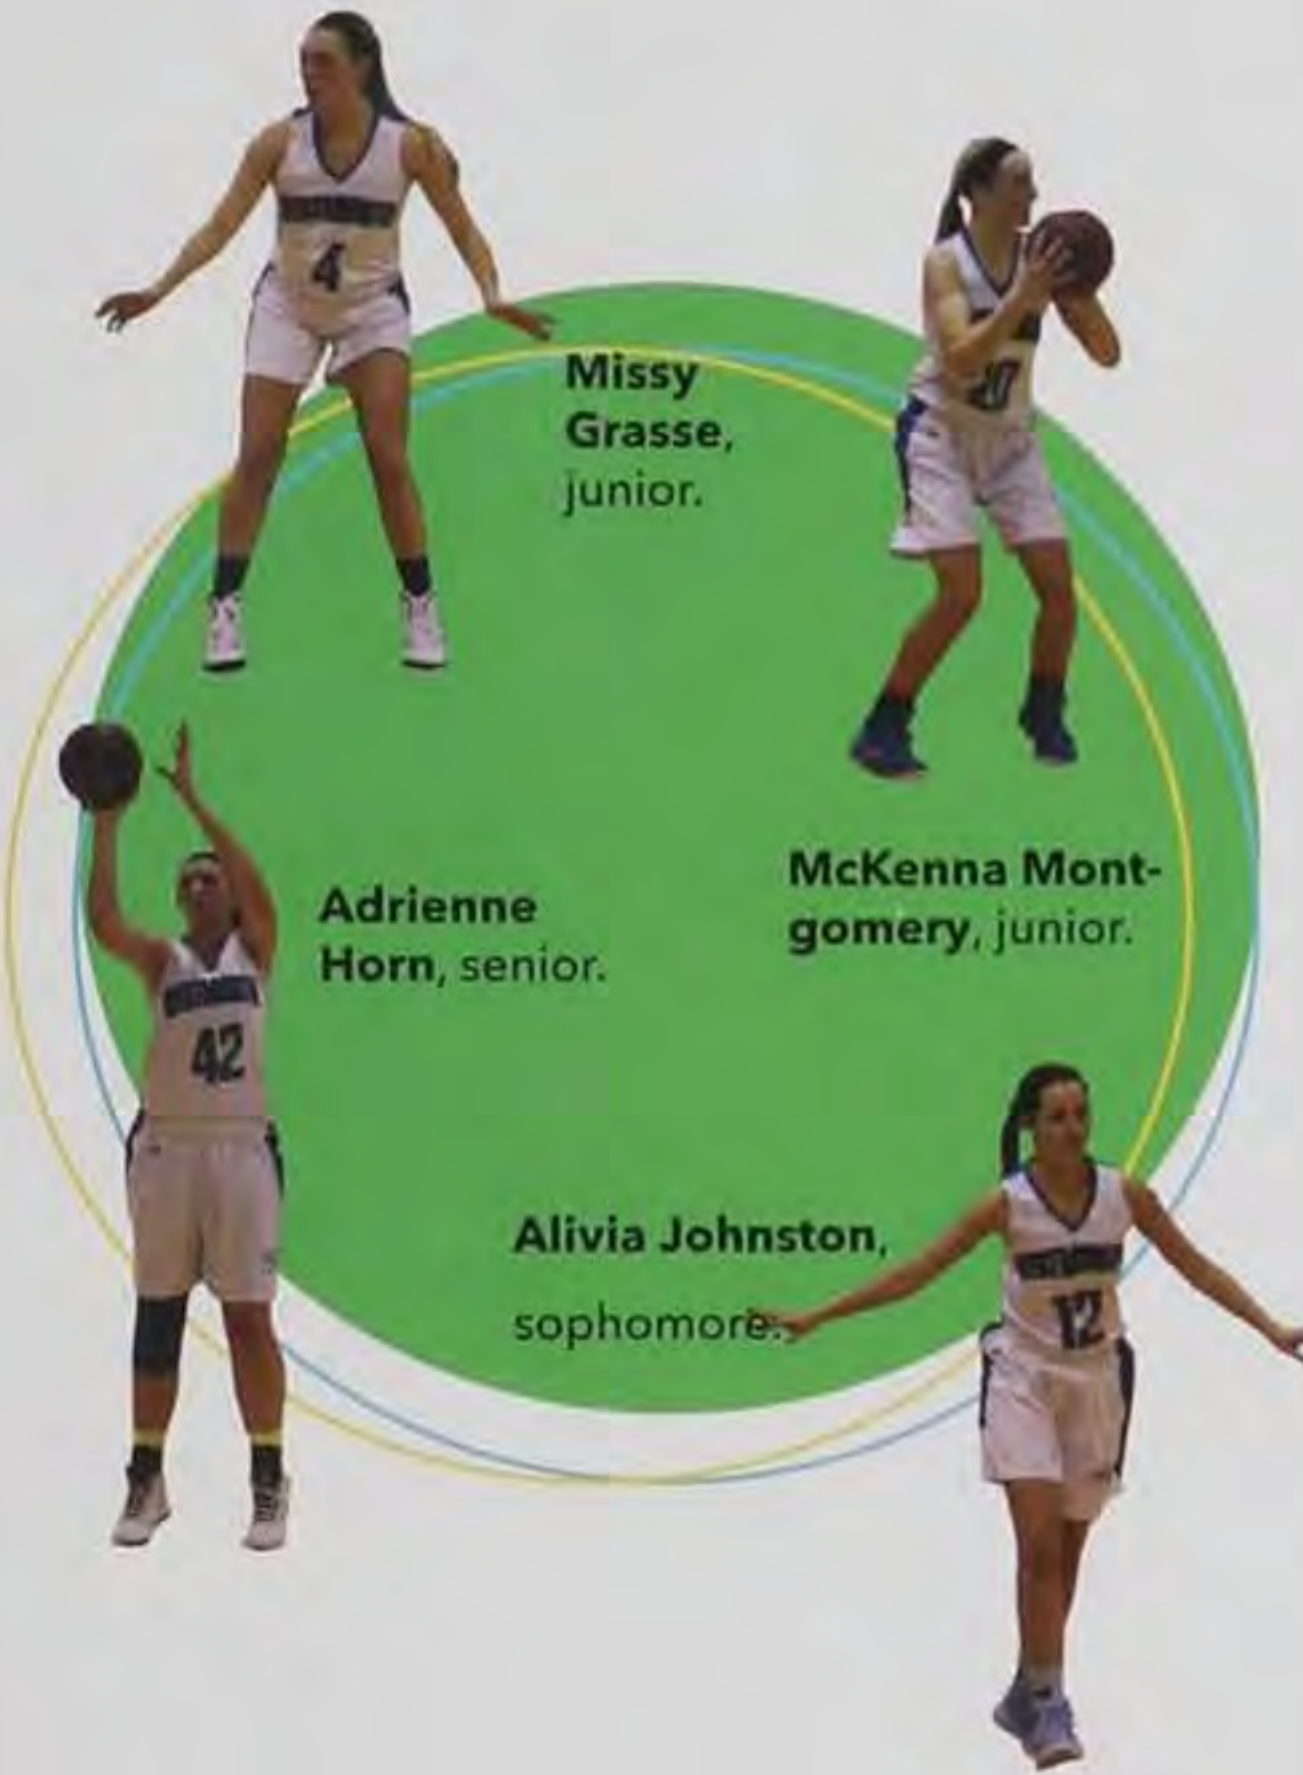 4
Missy
Grasse,
junior.
Adrienne
Horn, senior.
McKenna Mont-
gomery, junior.
42
Alivia Johnston,
sophomore.
12